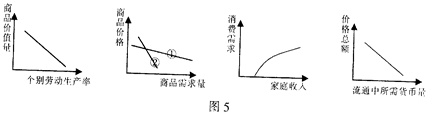 商品价值量
个别劳动生产率
商品价格
①
②
商品需求量
消费需求
家庭收入
价格总额
流通中所需货币量
图5